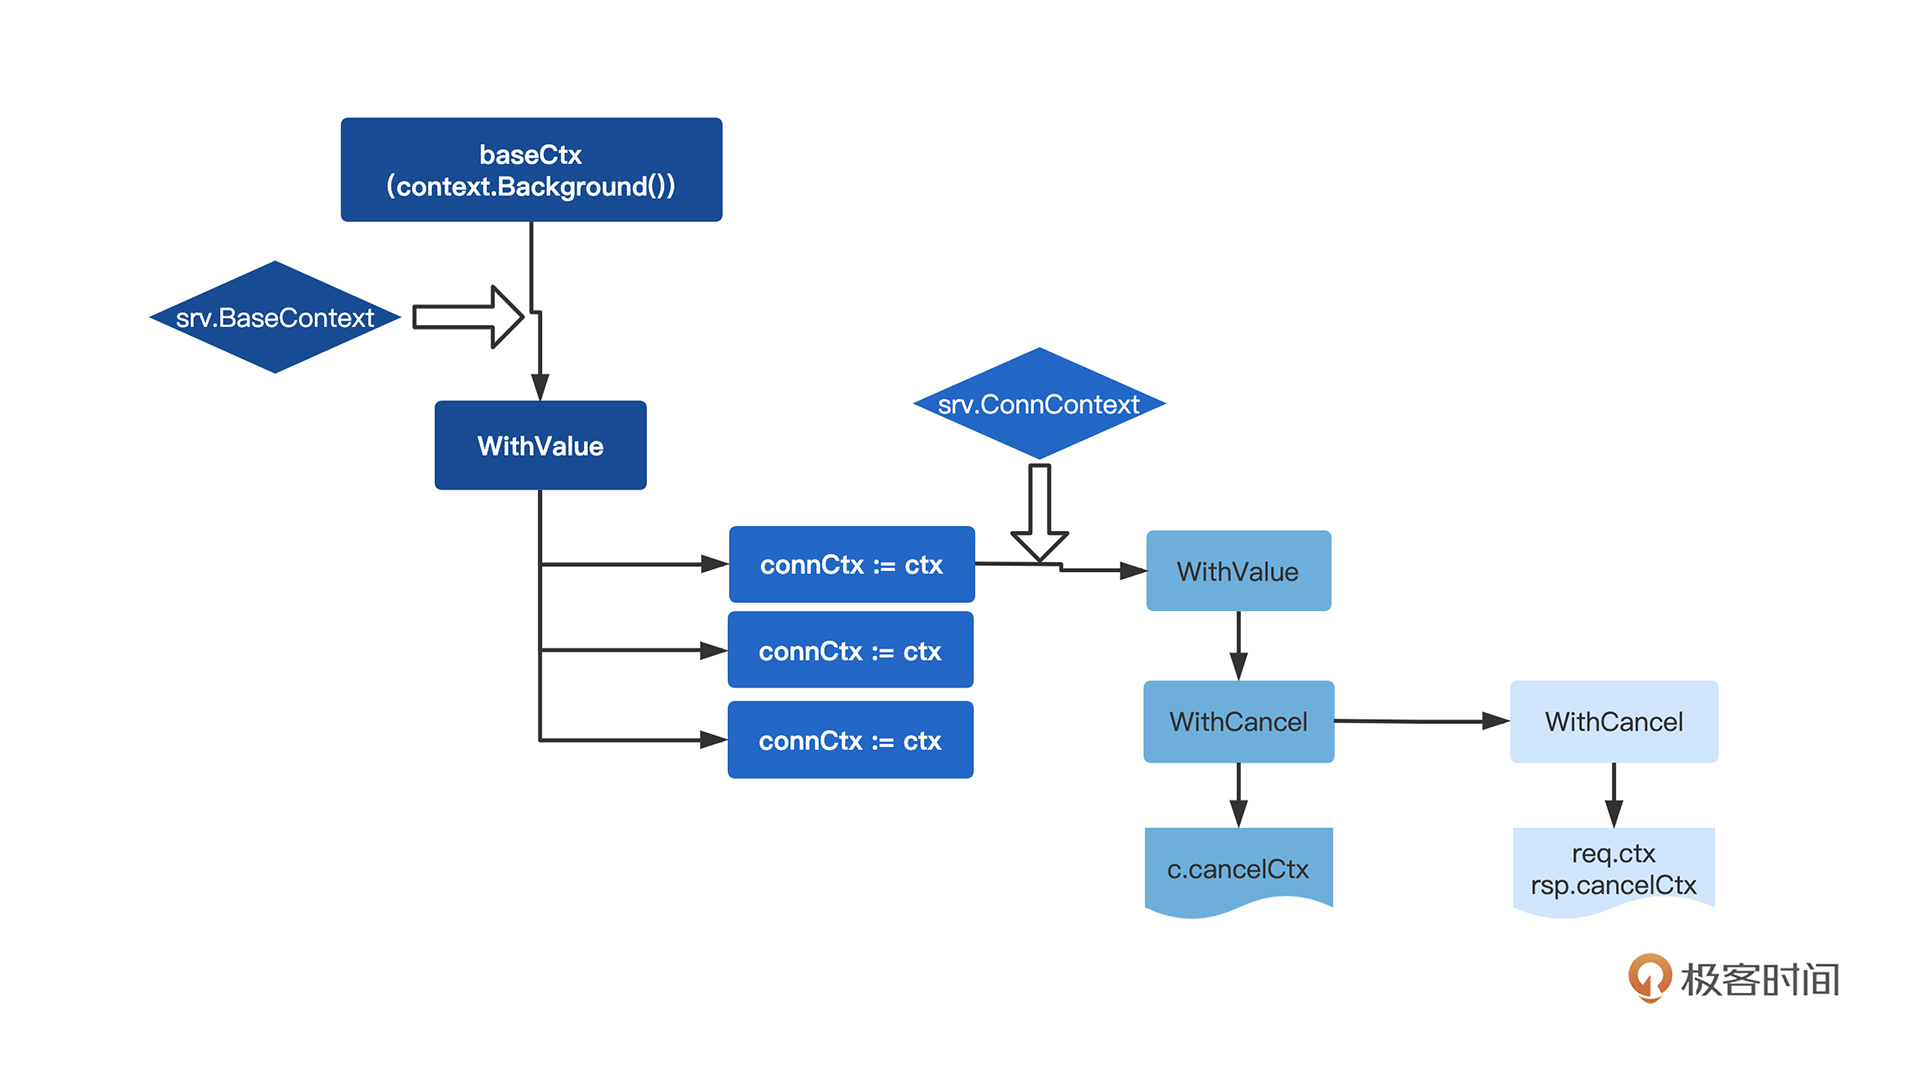 baseCtx
(context.Background())
srv.BaseContext
WithValue
srv.ConnContext
connCtx := ctx
connCtx := ctx
connCtx := ctx
WithValue
WithCancel
WithCancel
c.cancelCtx
req.ctx
rsp.cancelCtx
极客时间